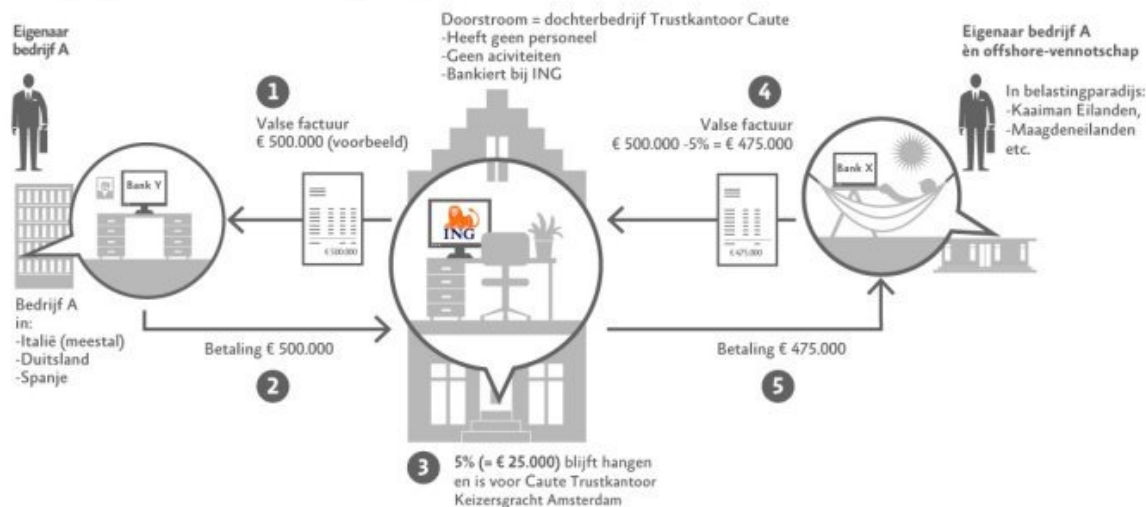 Eigenaar
bedrijf A
Doorstroom = dochterbedrijf Trustkantoor Caute
-Heeft geen personeel
-Geen aciviteiten
-Bankiert bij ING
Eigenaar bedrijf A
èn offshore-vennotschap
In belastingparadijs:
-Kaaiman Eilanden,
-Maagdeneilanden
etc.
1
Valse factuur
€ 500.000 (voorbeeld)
4
Valse factuur
€ 500.000 -5% = € 475.000
Bank Y
€ 500.000
ING
€ 475.000
Bank X
Bedrijf A
in:
-Italië (meestal)
-Duitsland
-Spanje
Betaling € 500.000
2
Betaling € 475.000
5
3
5% (= € 25.000) blijft hangen
en is voor Caute Trustkantoor
Keizersgracht Amsterdam